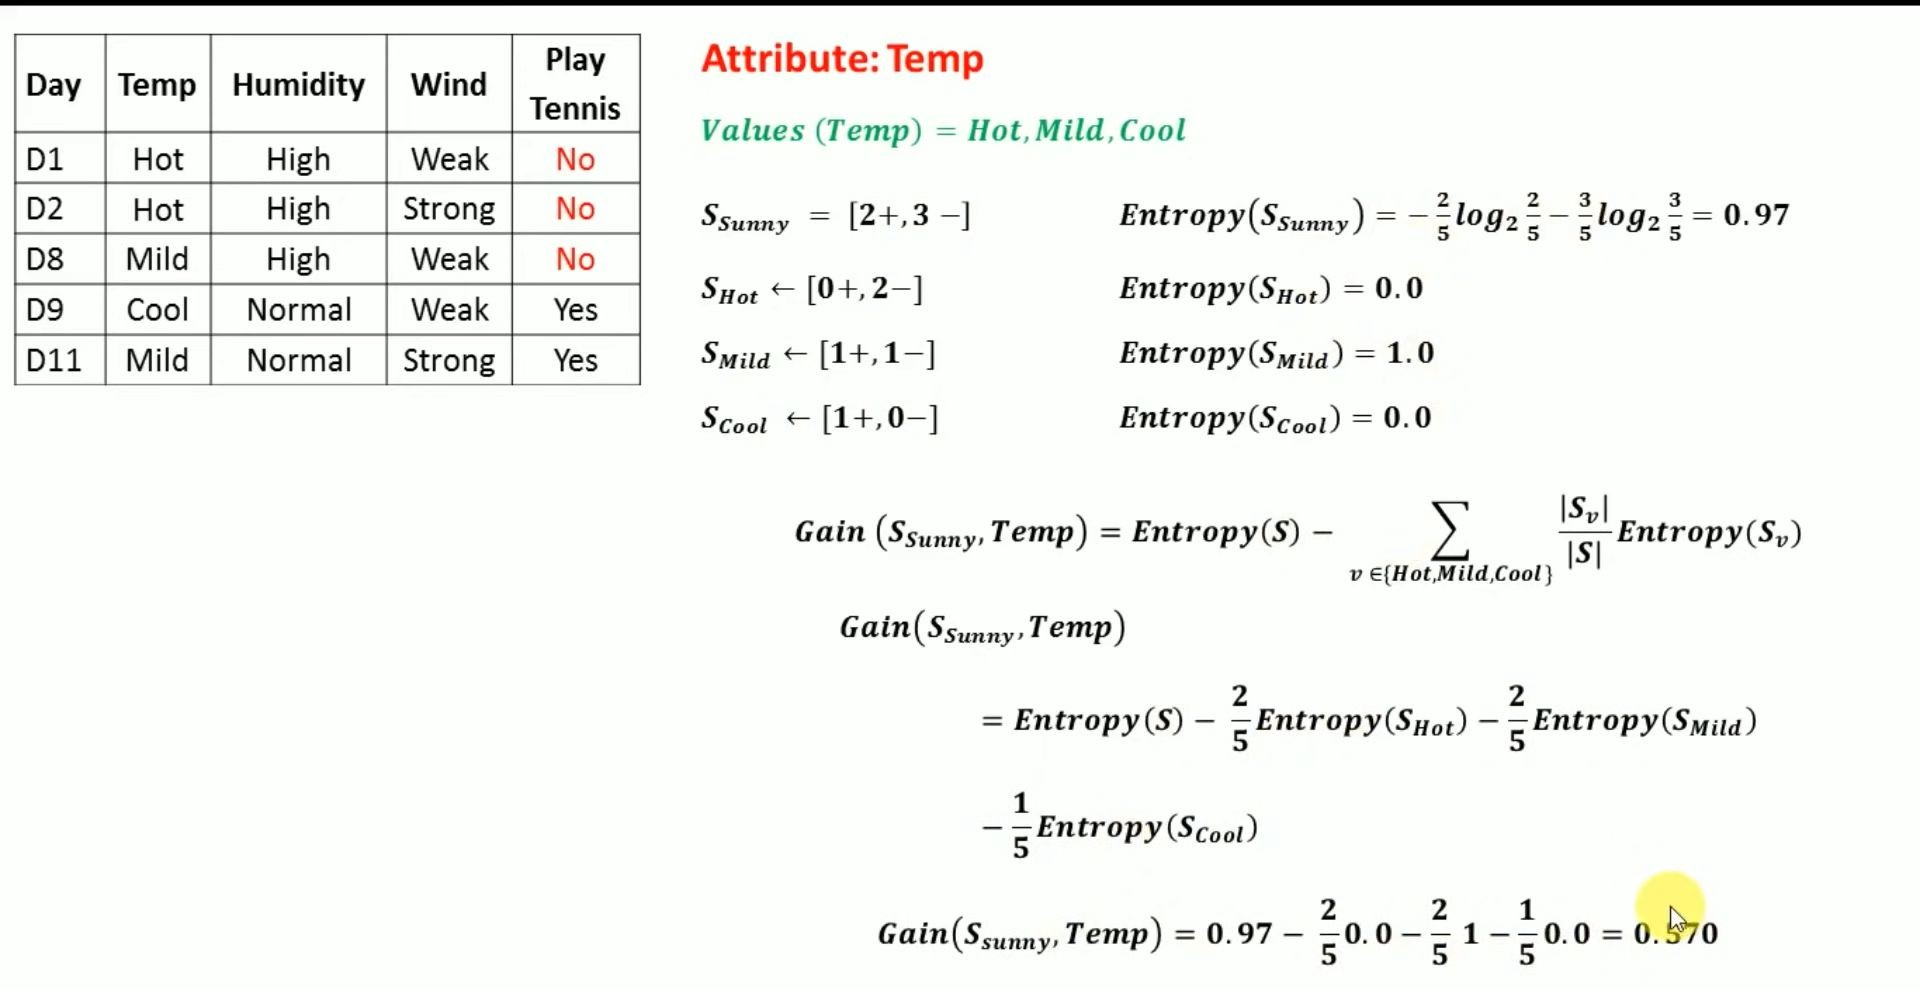 Day Temp Humidity Wind Play Tennis
D1 Hot High Weak No
D2 Hot High Strong No
D8 Mild High Weak No
D9 Cool Normal Weak Yes
D11 Mild Normal Strong Yes
Attribute: Temp
Values (Temp) = Hot, Mild, Cool
S_Sunny = [2+, 3 −] Entropy(S_Sunny) = −2/5 log₂ 2/5 − 3/5 log₂ 3/5 = 0.97
S_Hot ← [0+, 2−] Entropy(S_Hot) = 0.0
S_Mild ← [1+, 1−] Entropy(S_Mild) = 1.0
S_Cool ← [1+, 0−] Entropy(S_Cool) = 0.0
Gain (S_Sunny, Temp) = Entropy(S) − ∑ v ∈{Hot,Mild,Cool} |S_v|/|S| Entropy(S_v)
Gain(S_Sunny, Temp)
= Entropy(S) − 2/5 Entropy(S_Hot) − 2/5 Entropy(S_Mild)
− 1/5 Entropy(S_Cool)
Gain(S_sunny, Temp) = 0.97 − 2/5 0.0 − 2/5 1 − 1/5 0.0 = 0.570